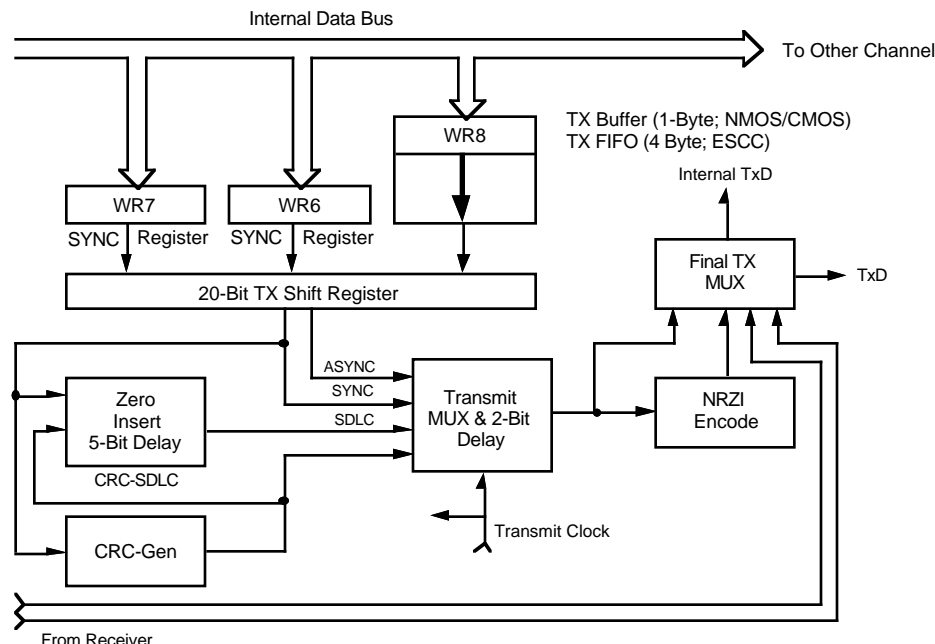 Internal Data Bus
To Other Channel
TX Buffer (1-Byte; NMOS/CMOS)
TX FIFO (4 Byte; ESCC)
WR8
Internal TxD
WR7
WR6
SYNC Register
SYNC Register
Final TX
MUX
TxD
20-Bit TX Shift Register
ASYNC
SYNC
SDLC
Zero
Insert
5-Bit Delay
Transmit
MUX & 2-Bit
Delay
NRZI
Encode
CRC-SDLC
CRC-Gen
Transmit Clock
From Receiver